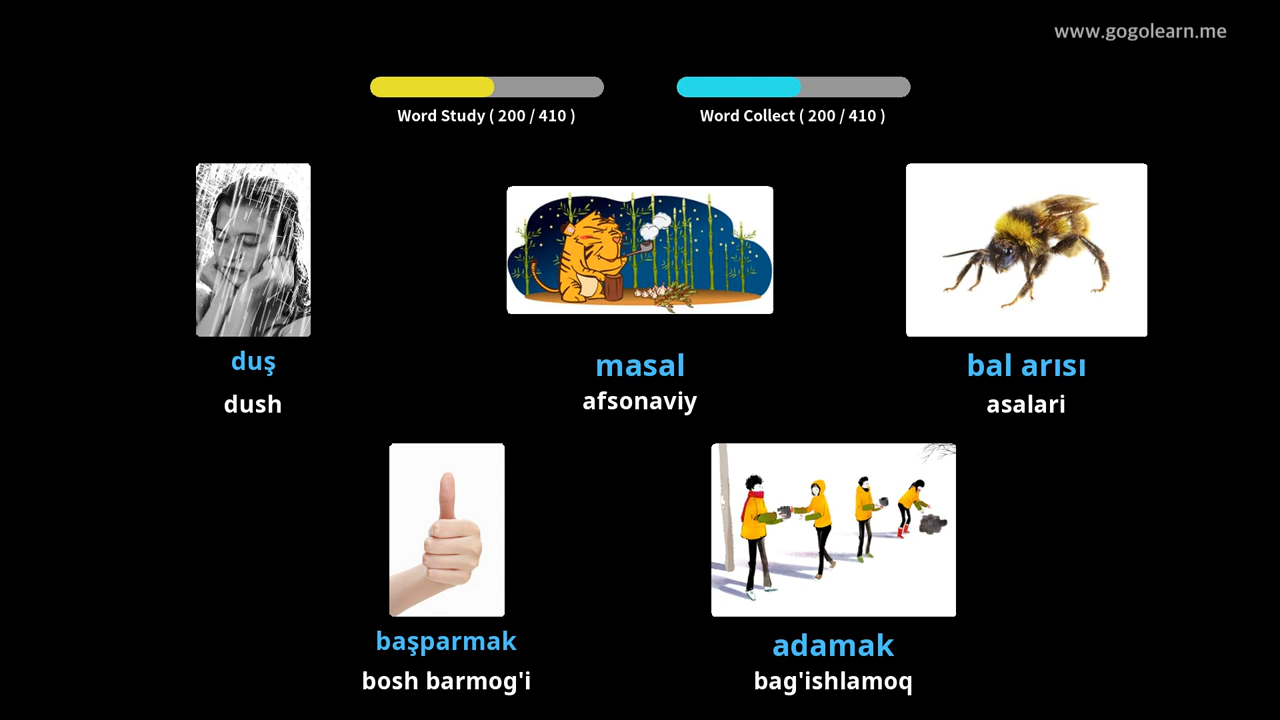 www.gogolearn.me
Word Study ( 200 / 410 )
Word Collect ( 200 / 410 )
duş
dush
masal
afsonaviy
bal arısı
asalari
başparmak
bosh barmog'i
adamak
bag'ishlamoq